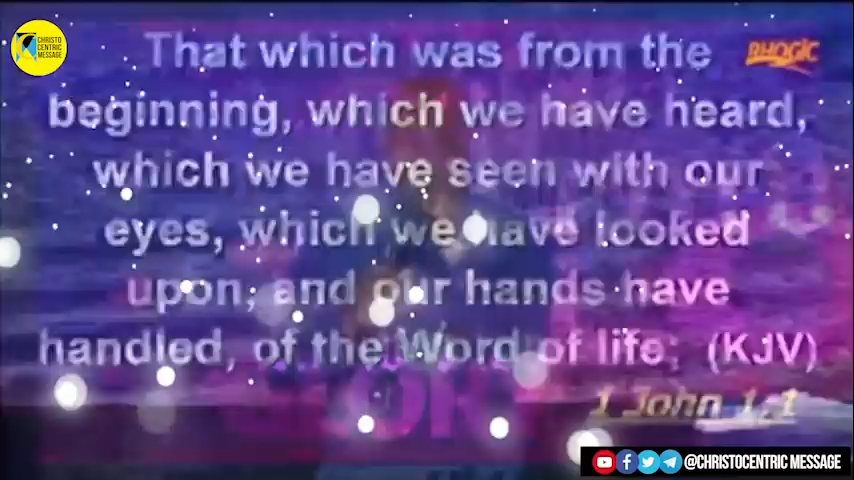 CHRISTO
CENTRIC
MESSAGE
RHOGIC
That which was from the
beginning, which we have heard,
which we have seen with our
eyes, which we have looked
upon, and our hands have
handled, of the Word of life; (KJV)
1 John 1:1
@CHRISTOCENTRIC MESSAGE